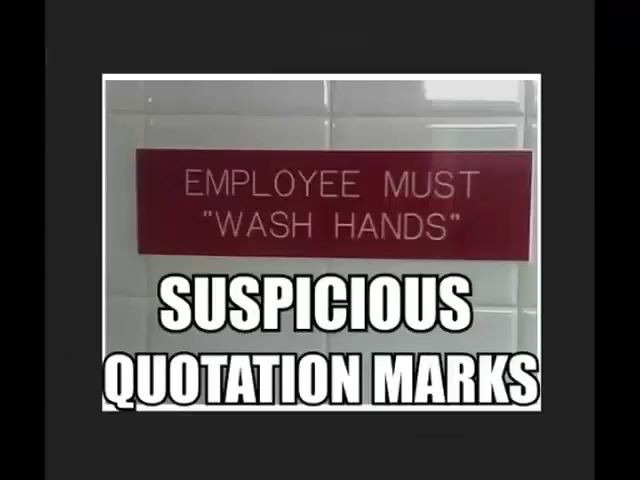 EMPLOYEE MUST
"WASH HANDS"
SUSPICIOUS
QUOTATION MARKS